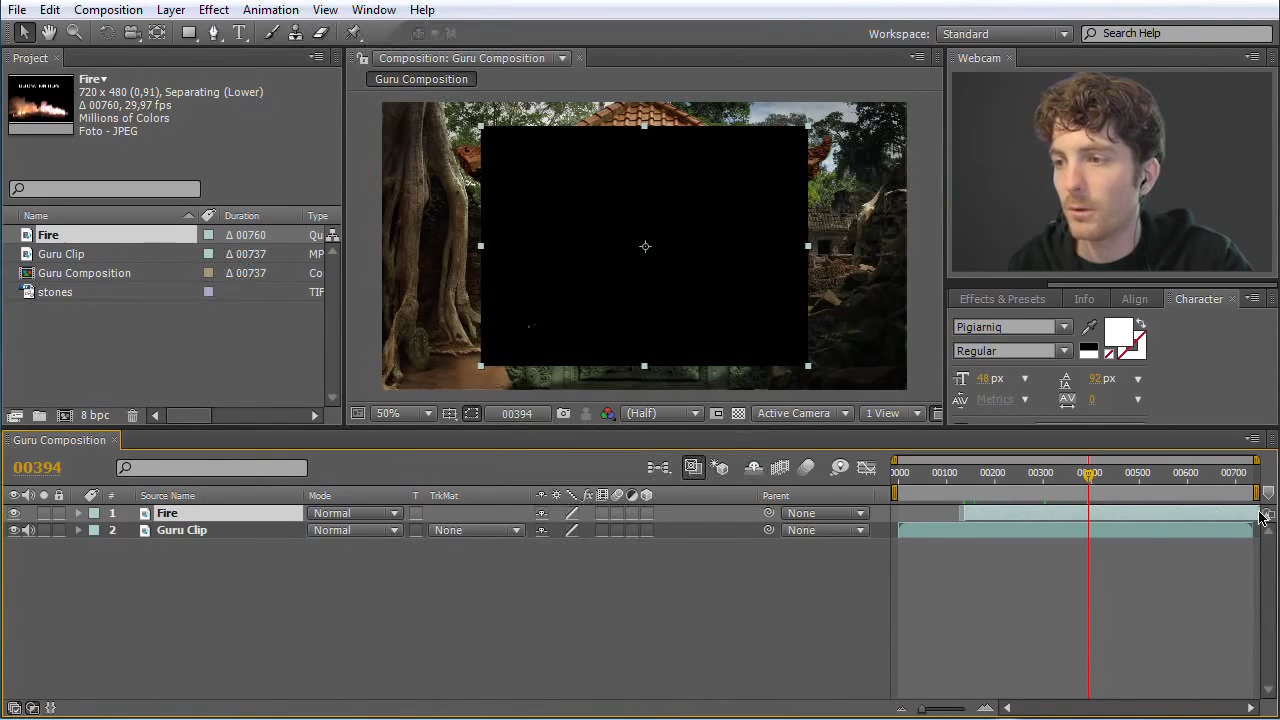 File Edit Composition Layer Effect Animation View Window Help
Workspace: Standard
Search Help
Project
Composition: Guru Composition
Webcam
Guru Composition
Fire
720 x 480 (0,91), Separating (Lower)
Δ 00760, 29,97 fps
Millions of Colors
Foto - JPEG
Name Duration Type
Fire Δ 00760 Qu
Guru Clip Δ 00737 MP
Guru Composition Δ 00737 Co
stones TIF
8 bpc
50% 00394 (Half) Active Camera 1 View
Effects & Presets Info Align Character
Pigiarniq
Regular
48 px 92 px
Metrics 0
Guru Composition
00394
0000 00100 00200 00300 00400 00500 00600 00700
# Source Name Mode T TrkMat fx Parent
1 Fire Normal None
2 Guru Clip Normal None None